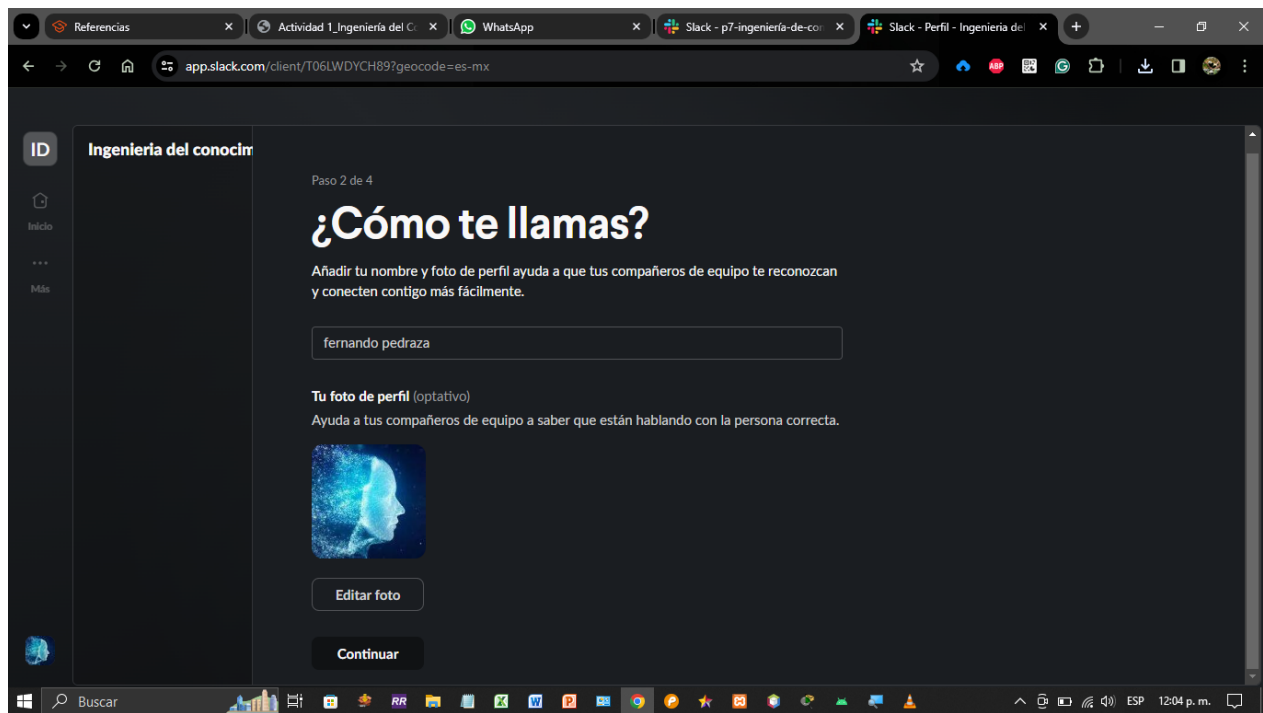 Referencias
Actividad 1_Ingeniería del C
WhatsApp
Slack - p7-ingeniería-de-con
Slack - Perfil - Ingenieria del
app.slack.com/client/T06LWDYCH89?geocode=es-mx
ABP
ID
Ingenieria del conocim
Inicio
Más
Paso 2 de 4
¿Cómo te llamas?
Añadir tu nombre y foto de perfil ayuda a que tus compañeros de equipo te reconozcan
y conecten contigo más fácilmente.
fernando pedraza
Tu foto de perfil (optativo)
Ayuda a tus compañeros de equipo a saber que están hablando con la persona correcta.
Editar foto
Continuar
Buscar
RR
ESP
12:04 p. m.